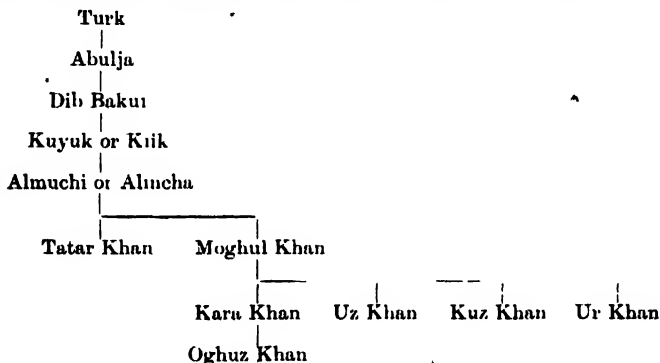 Turk
Abulja
Dib Bakui
Kuyuk or Kiik
Almuchi or Alincha
Tatar Khan Moghul Khan
Kara Khan Uz Khan Kuz Khan Ur Khan
Oghuz Khan